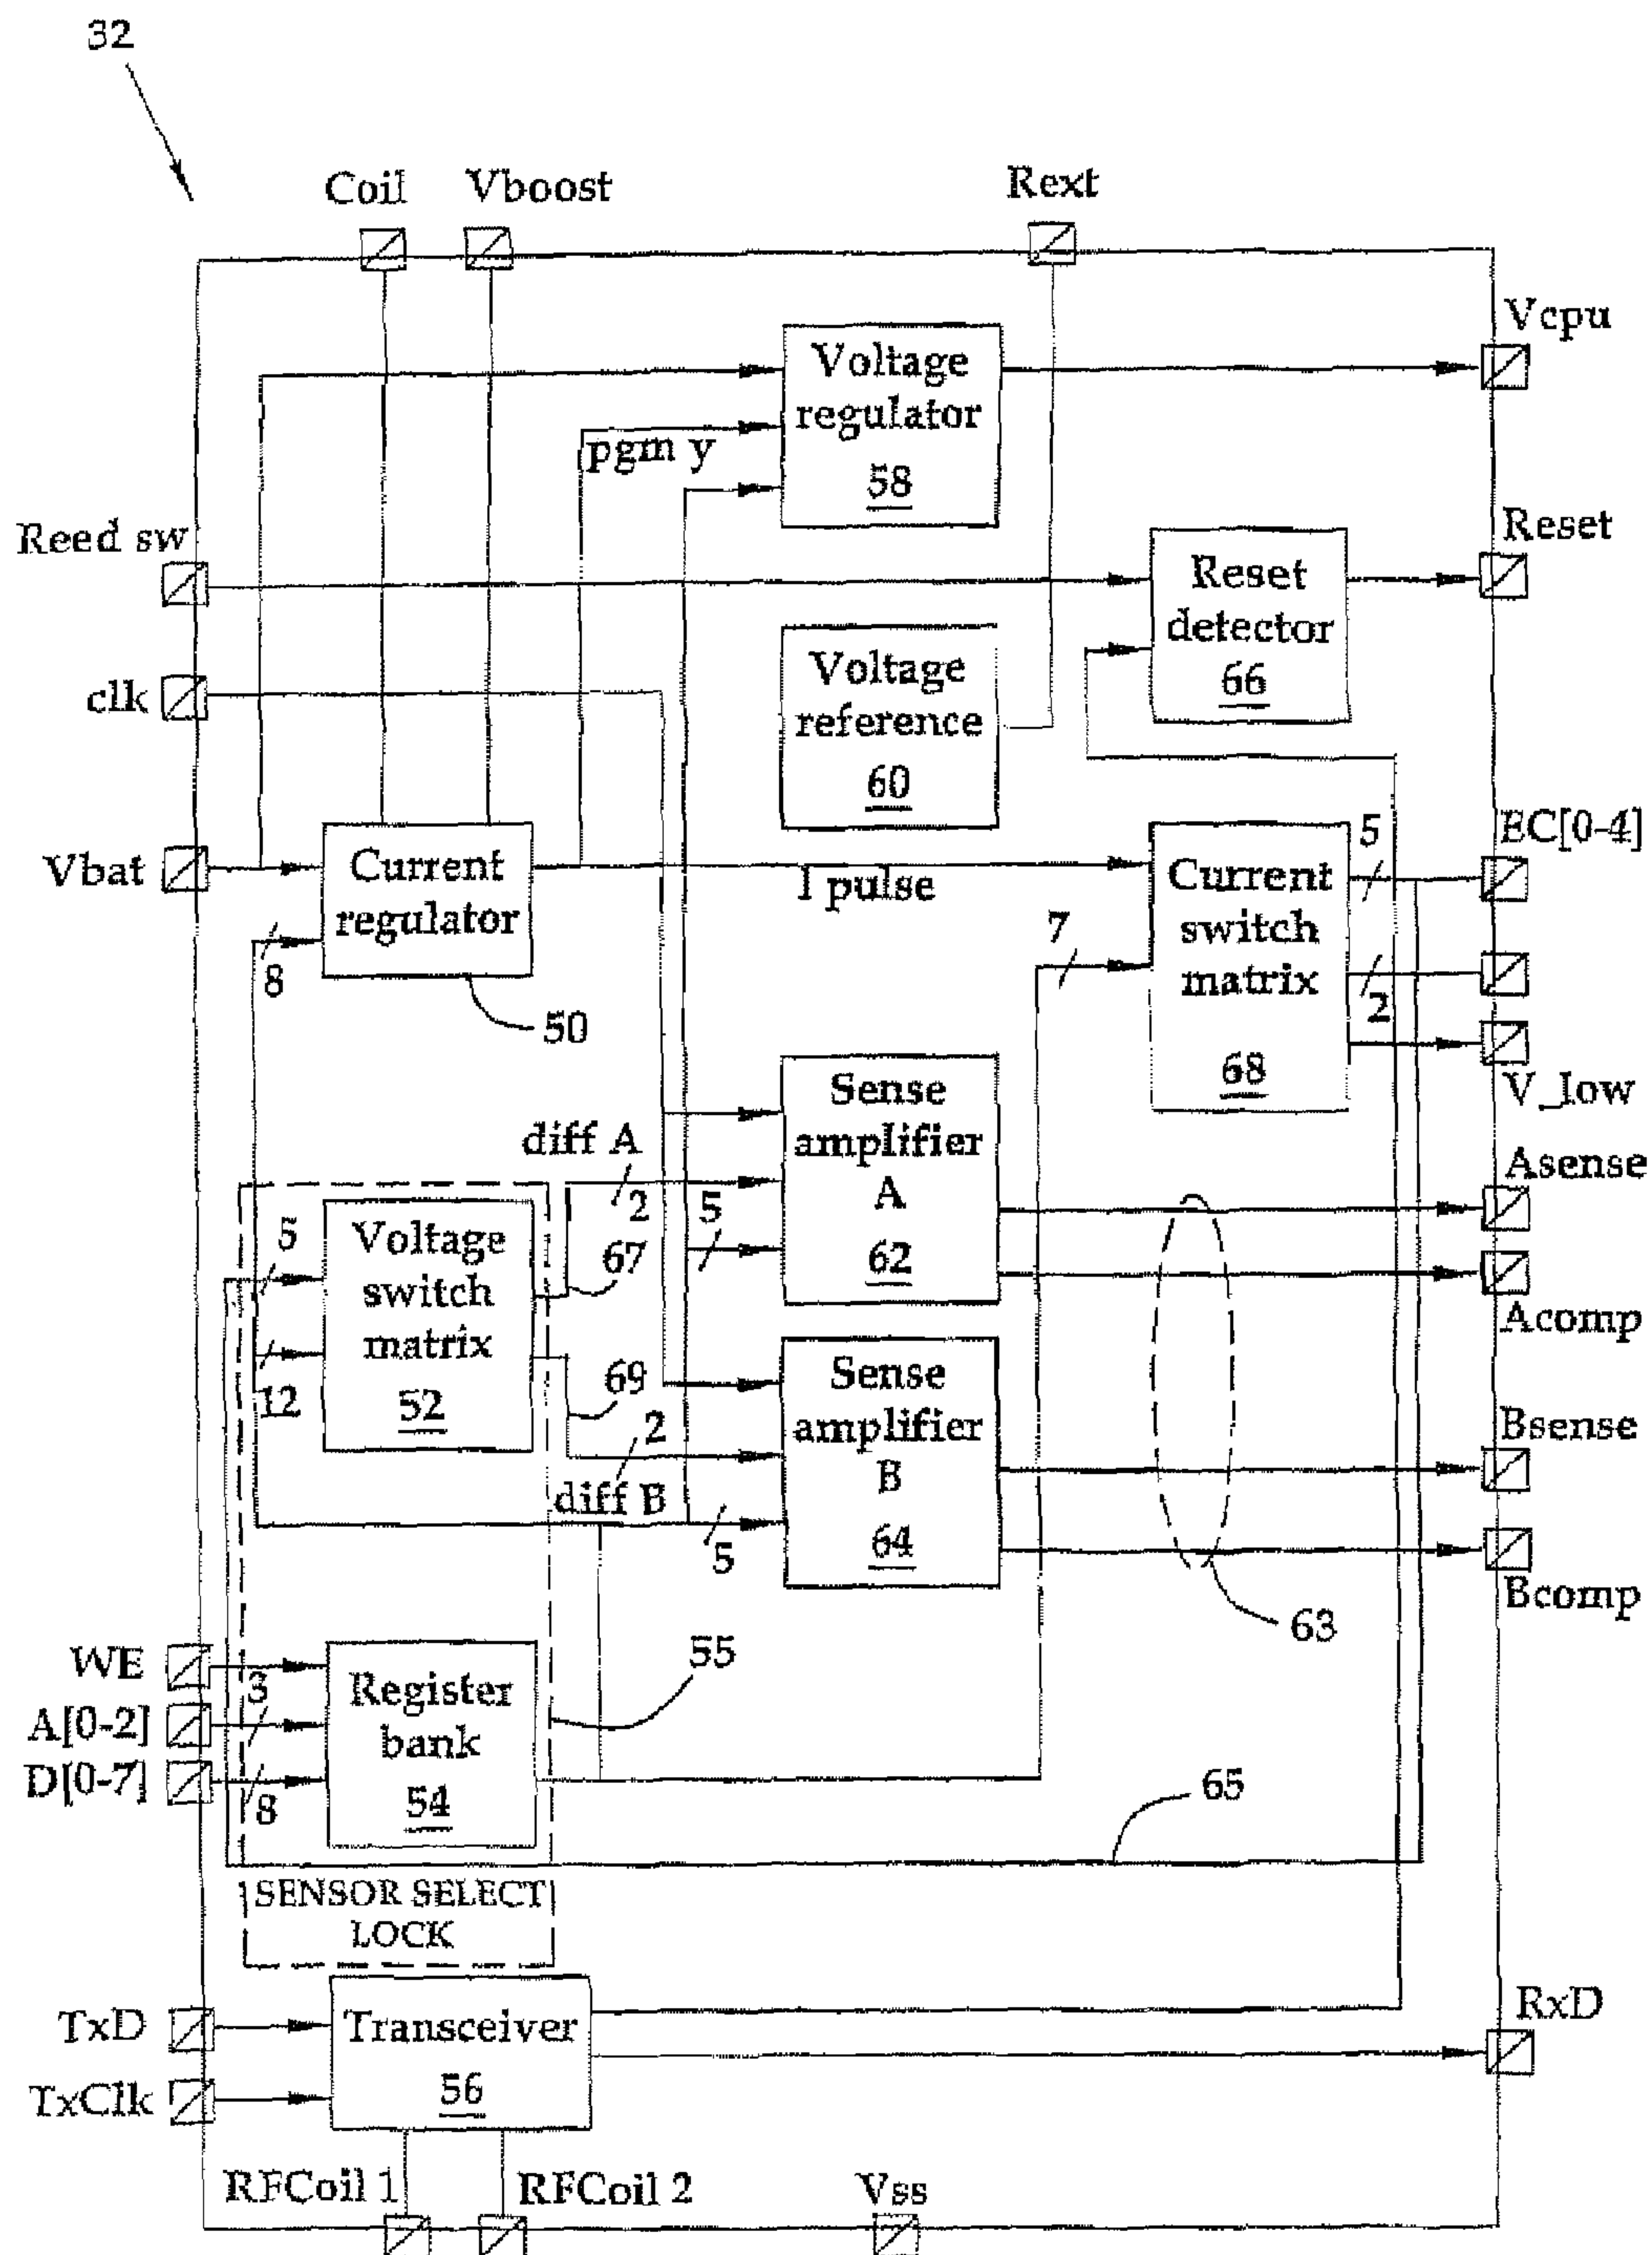 32
Coil
Vboost
Rext
Vcpu
Voltage
regulator
58
pgm y
Reed sw
Reset
Reset
detector
66
clk
Voltage
reference
60
Vbat
Current
regulator
8
50
I pulse
7
Current
switch
matrix
68
5
EC[0-4]
2
V_low
diff A
2
5
Sense
amplifier
A
62
Asense
Acomp
5
Voltage
switch
matrix
52
67
12
69
2
diff B
5
Sense
amplifier
B
64
Bsense
Bcomp
63
WE
A[0-2]
D[0-7]
3
8
Register
bank
54
55
65
SENSOR SELECT
LOCK
TxD
TxClk
Transceiver
56
RxD
RFCoil 1
RFCoil 2
Vss